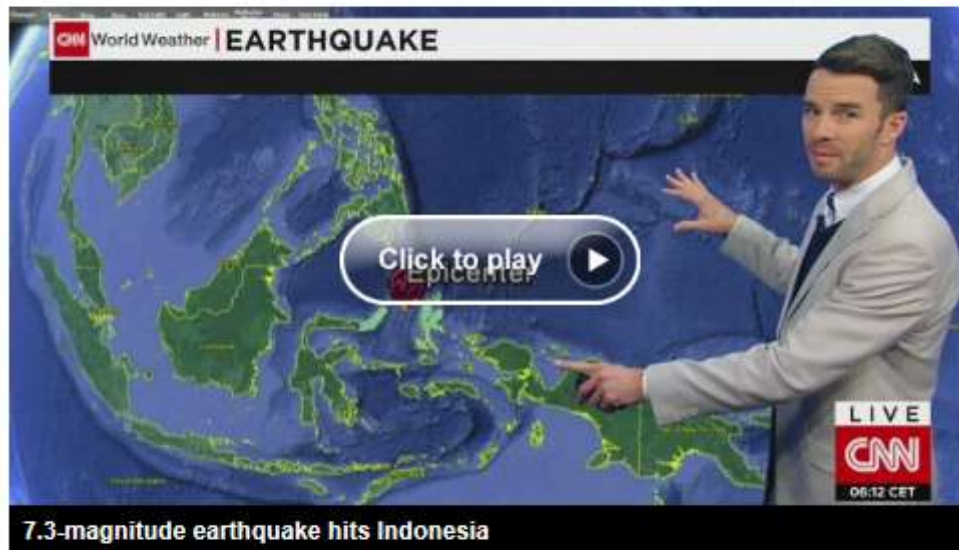 CNN World Weather | EARTHQUAKE
A
Click to play
Epicenter
LIVE
CNN
06:12 CET
7.3-magnitude earthquake hits Indonesia